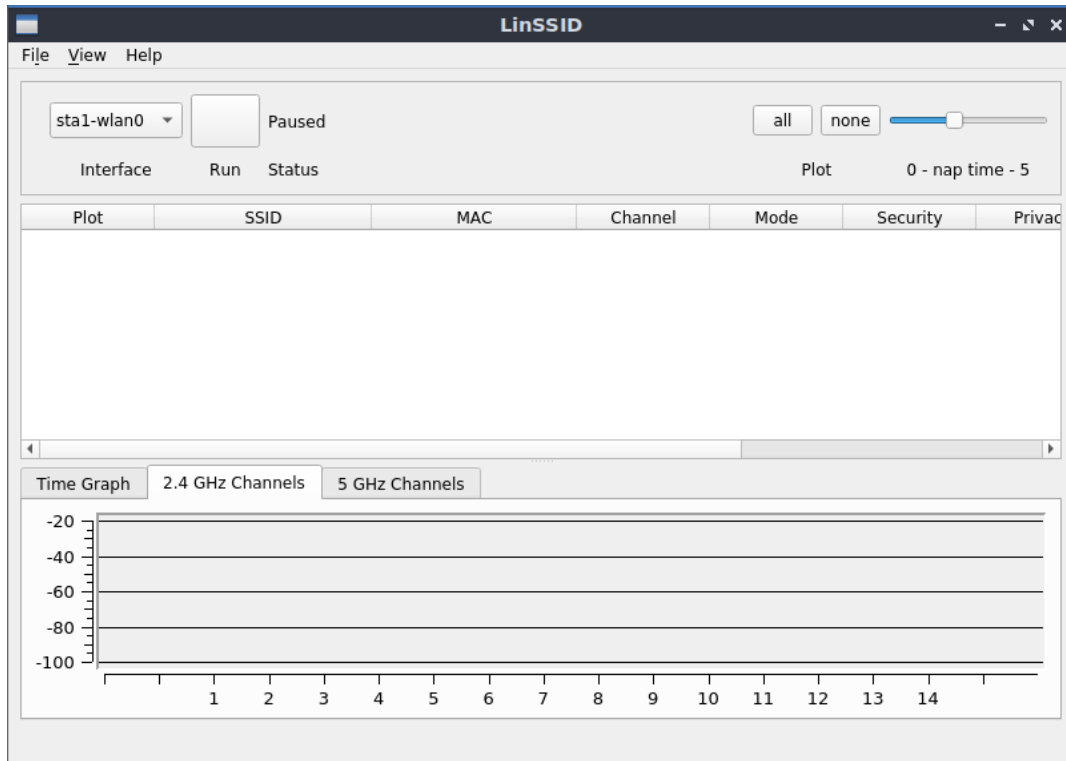 LinSSID
File View Help
sta1-wlan0 Paused all none
Interface Run Status Plot 0 - nap time - 5
Plot SSID MAC Channel Mode Security Privac
Time Graph 2.4 GHz Channels 5 GHz Channels
-20
-40
-60
-80
-100
1 2 3 4 5 6 7 8 9 10 11 12 13 14